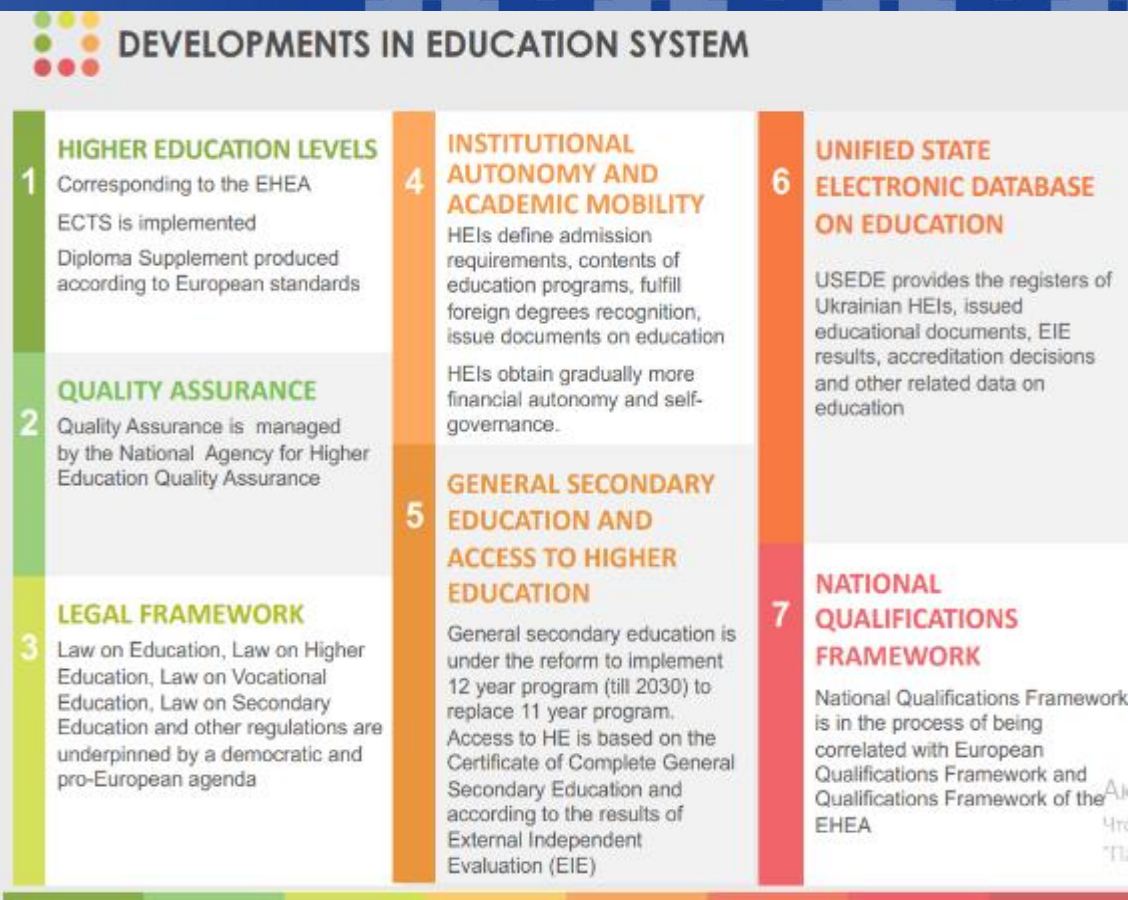 DEVELOPMENTS IN EDUCATION SYSTEM
1
HIGHER EDUCATION LEVELS
Corresponding to the EHEA
ECTS is implemented
Diploma Supplement produced
according to European standards
2
QUALITY ASSURANCE
Quality Assurance is managed
by the National Agency for Higher
Education Quality Assurance
3
LEGAL FRAMEWORK
Law on Education, Law on Higher
Education, Law on Vocational
Education, Law on Secondary
Education and other regulations are
underpinned by a democratic and
pro-European agenda
4
INSTITUTIONAL
AUTONOMY AND
ACADEMIC MOBILITY
HEIs define admission
requirements, contents of
education programs, fulfill
foreign degrees recognition,
issue documents on education
HEIs obtain gradually more
financial autonomy and self-
governance.
5
GENERAL SECONDARY
EDUCATION AND
ACCESS TO HIGHER
EDUCATION
General secondary education is
under the reform to implement
12 year program (till 2030) to
replace 11 year program.
Access to HE is based on the
Certificate of Complete General
Secondary Education and
according to the results of
External Independent
Evaluation (EIE)
6
UNIFIED STATE
ELECTRONIC DATABASE
ON EDUCATION
USEDE provides the registers of
Ukrainian HEIs, issued
educational documents, EIE
results, accreditation decisions
and other related data on
education
7
NATIONAL
QUALIFICATIONS
FRAMEWORK
National Qualifications Framework
is in the process of being
correlated with European
Qualifications Framework and
Qualifications Framework of the
EHEA